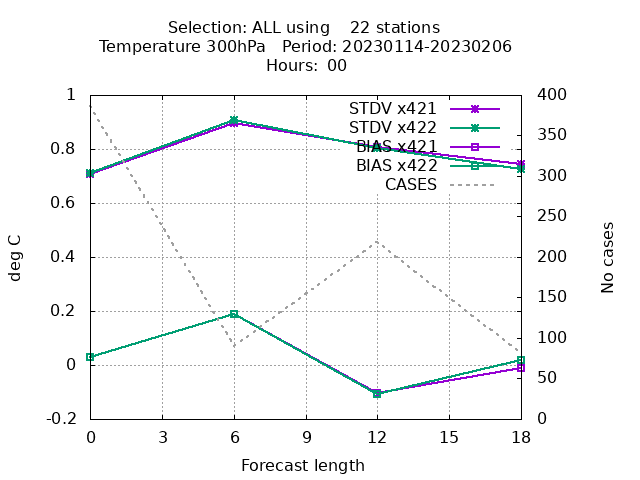 Selection: ALL using    22 stations
Temperature 300hPa   Period: 20230114-20230206
Hours:  00
1
0.8
0.6
0.4
0.2
0
-0.2
400
350
300
250
200
150
100
50
0
STDV x421
STDV x422
BIAS x421
BIAS x422
CASES
deg C
No cases
0 3 6 9 12 15 18
Forecast length